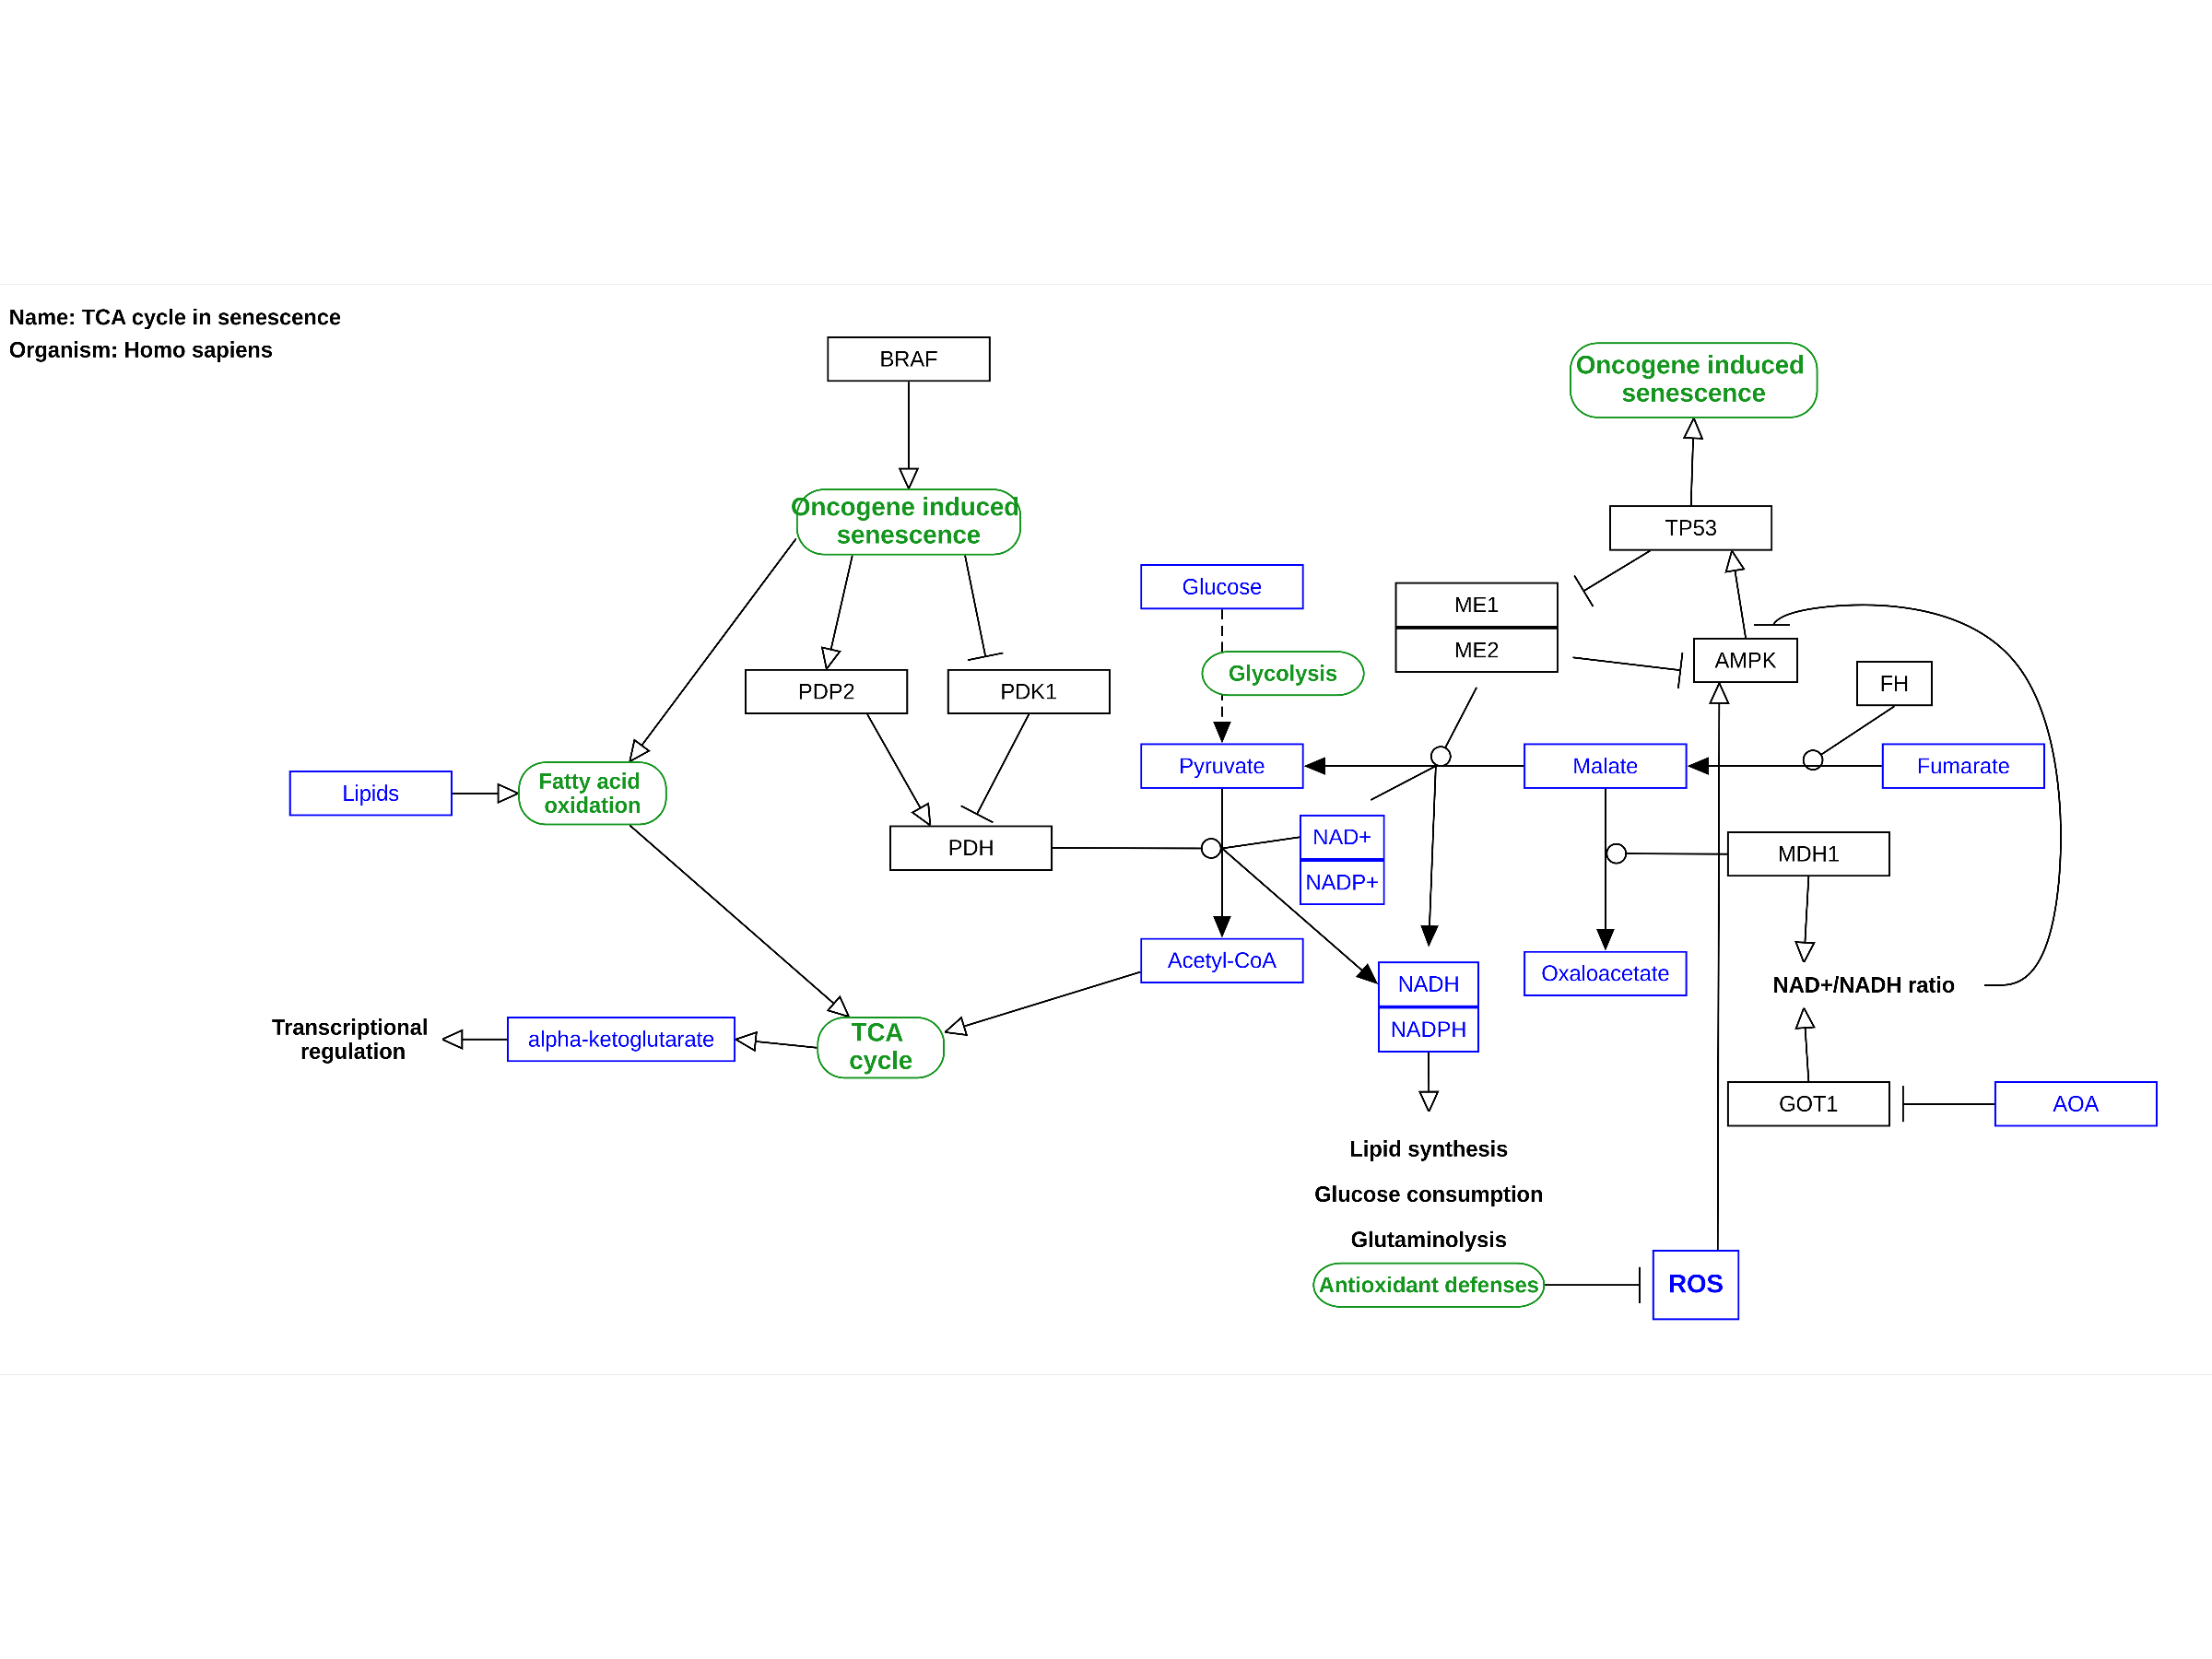 Name: TCA cycle in senescence
Organism: Homo sapiens
BRAF
Oncogene induced
senescence
Oncogene induced
senescence
TP53
Glucose
ME1
ME2
Glycolysis
AMPK
FH
PDP2
PDK1
Pyruvate
Malate
Fumarate
Lipids
Fatty acid
oxidation
PDH
NAD+
NADP+
MDH1
Acetyl-CoA
NADH
NADPH
Oxaloacetate
NAD+/NADH ratio
Transcriptional
regulation
alpha-ketoglutarate
TCA
cycle
GOT1
AOA
Lipid synthesis
Glucose consumption
Glutaminolysis
Antioxidant defenses
ROS